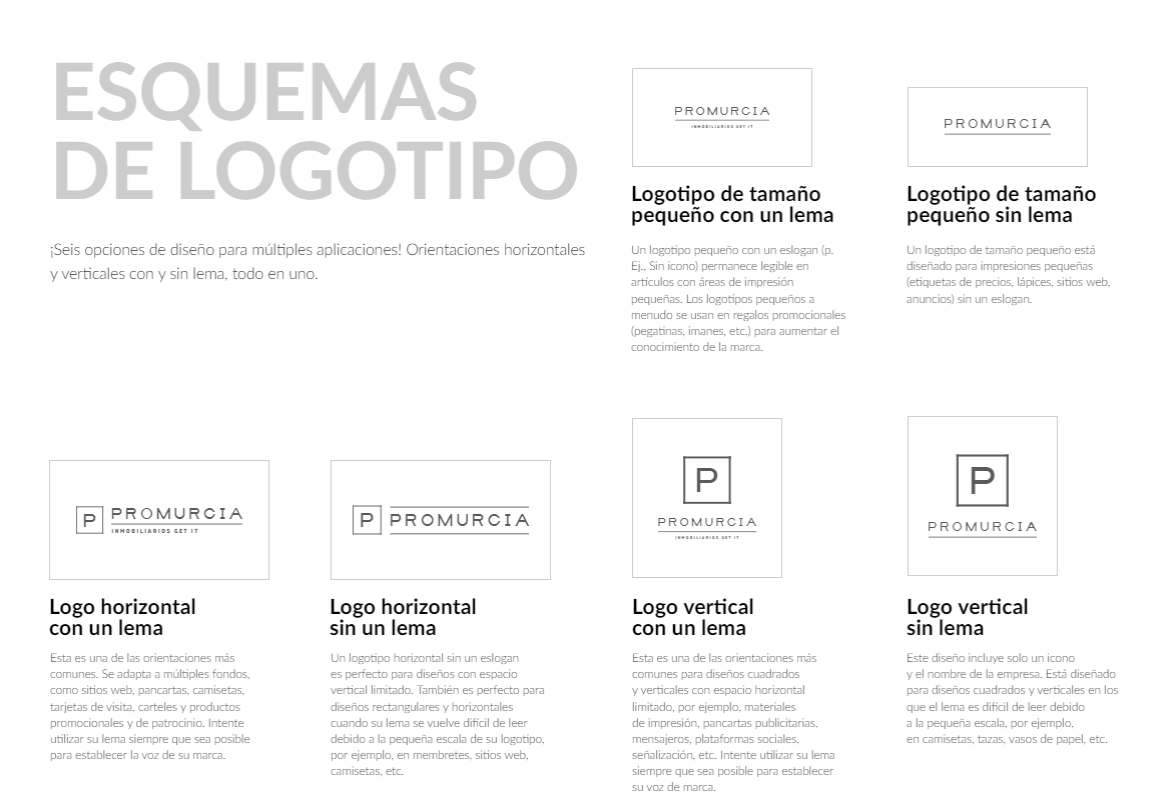 ESQUEMAS
DE LOGOTIPO
¡Seis opciones de diseño para múltiples aplicaciones! Orientaciones horizontales
y verticales con y sin lema, todo en uno.
PROMURCIA
INMOBILIARIOS GET IT
Logotipo de tamaño
pequeño con un lema
Un logotipo pequeño con un eslogan (p.
Ej., Sin icono) permanece legible en
artículos con áreas de impresión
pequeñas. Los logotipos pequeños a
menudo se usan en regalos promocionales
(pegatinas, imanes, etc.) para aumentar el
conocimiento de la marca.
PROMURCIA
Logotipo de tamaño
pequeño sin lema
Un logotipo de tamaño pequeño está
diseñado para impresiones pequeñas
(etiquetas de precios, lápices, sitios web,
anuncios) sin un eslogan.
P PROMURCIA
INMOBILIARIOS GET IT
Logo horizontal
con un lema
Esta es una de las orientaciones más
comunes. Se adapta a múltiples fondos,
como sitios web, pancartas, camisetas,
tarjetas de visita, carteles y productos
promocionales y de patrocinio. Intente
utilizar su lema siempre que sea posible
para establecer la voz de su marca.
P PROMURCIA
Logo horizontal
sin un lema
Un logotipo horizontal sin un eslogan
es perfecto para diseños con espacio
vertical limitado. También es perfecto para
diseños rectangulares y horizontales
cuando su lema se vuelve difícil de leer
debido a la pequeña escala de su logotipo,
por ejemplo, en membretes, sitios web,
camisetas, etc.
P
PROMURCIA
INMOBILIARIOS GET IT
Logo vertical
con un lema
Esta es una de las orientaciones más
comunes para diseños cuadrados
y verticales con espacio horizontal
limitado, por ejemplo, materiales
de impresión, pancartas publicitarias,
mensajeros, plataformas sociales,
señalización, etc. Intente utilizar su lema
siempre que sea posible para establecer
su voz de marca.
P
PROMURCIA
Logo vertical
sin lema
Este diseño incluye solo un icono
y el nombre de la empresa. Está diseñado
para diseños cuadrados y verticales en los
que el lema es difícil de leer debido
a la pequeña escala, por ejemplo,
en camisetas, tazas, vasos de papel, etc.